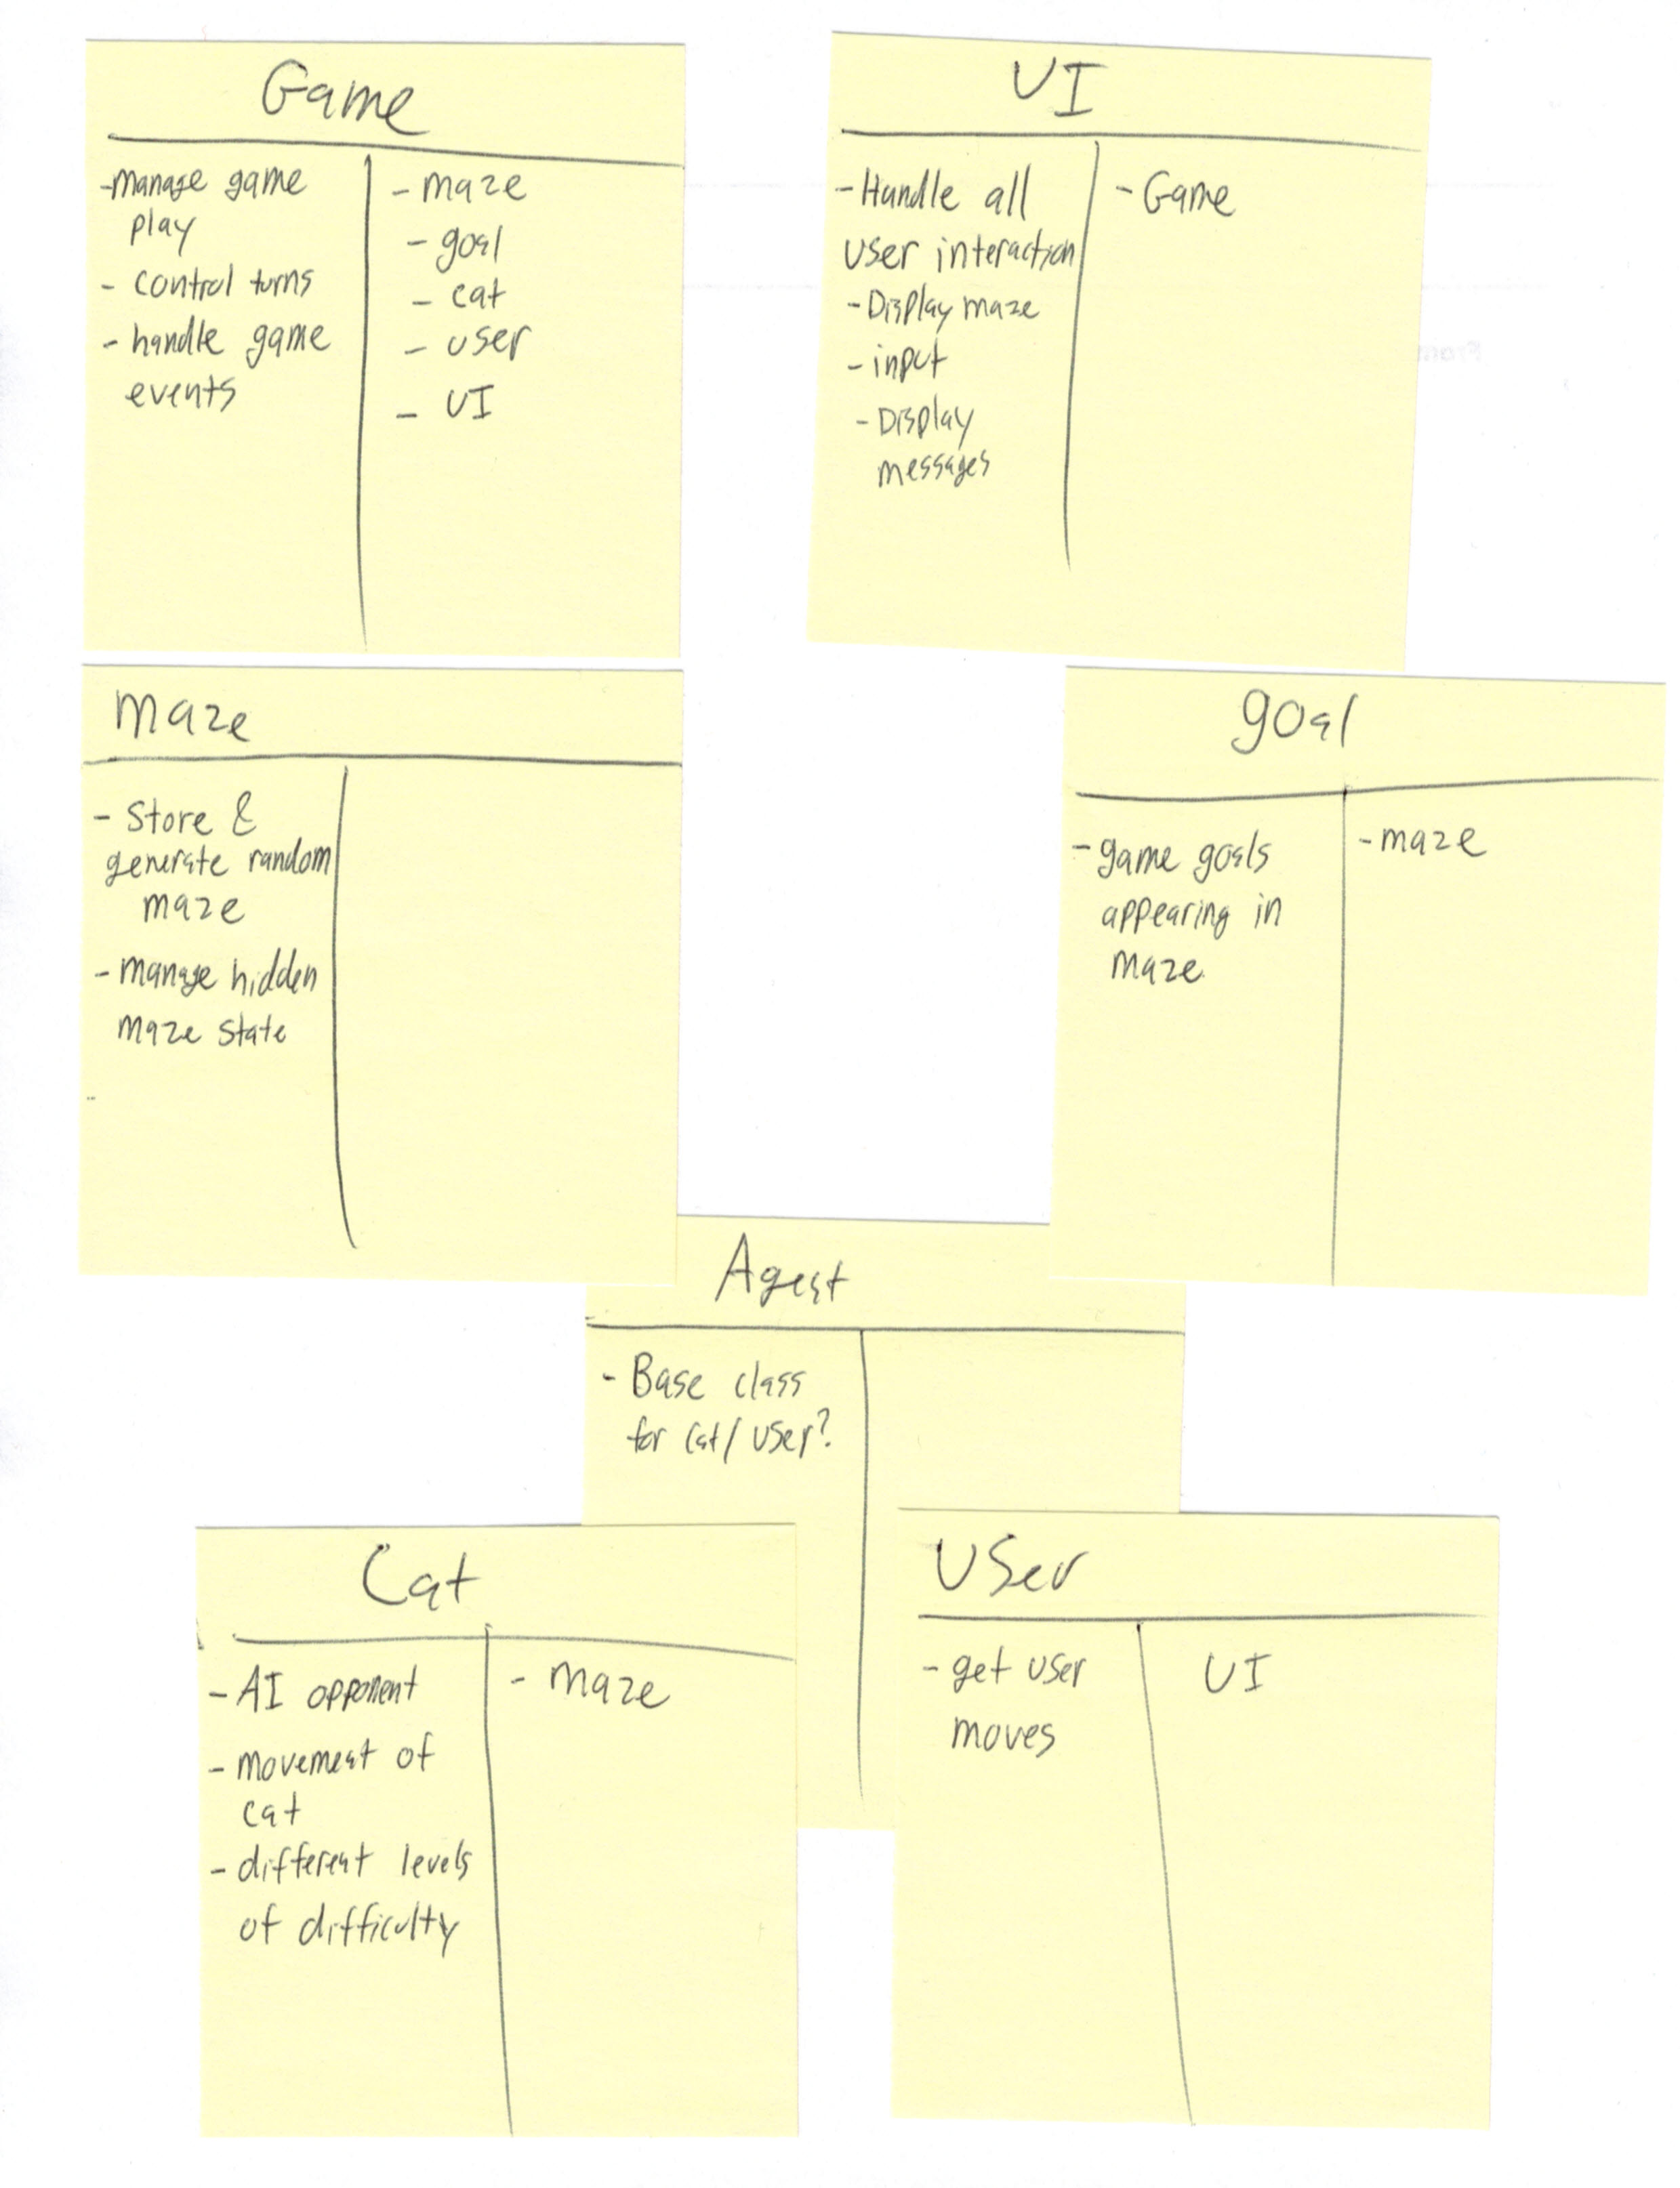 Game
- manage game
play
- control turns
- handle game
events
- maze
- goal
- cat
- user
- UI
UI
- Handle all
user interaction
- Display maze
- input
- Display
messages
- Game
maze
- Store &
generate random
maze
- manage hidden
maze state
goal
- game goals
appearing in
maze
- maze
Agent
- Base class
for cat/user?
Cat
- AI opponent
- movement of
cat
- different levels
of difficulty
- maze
User
- get user
moves
UI